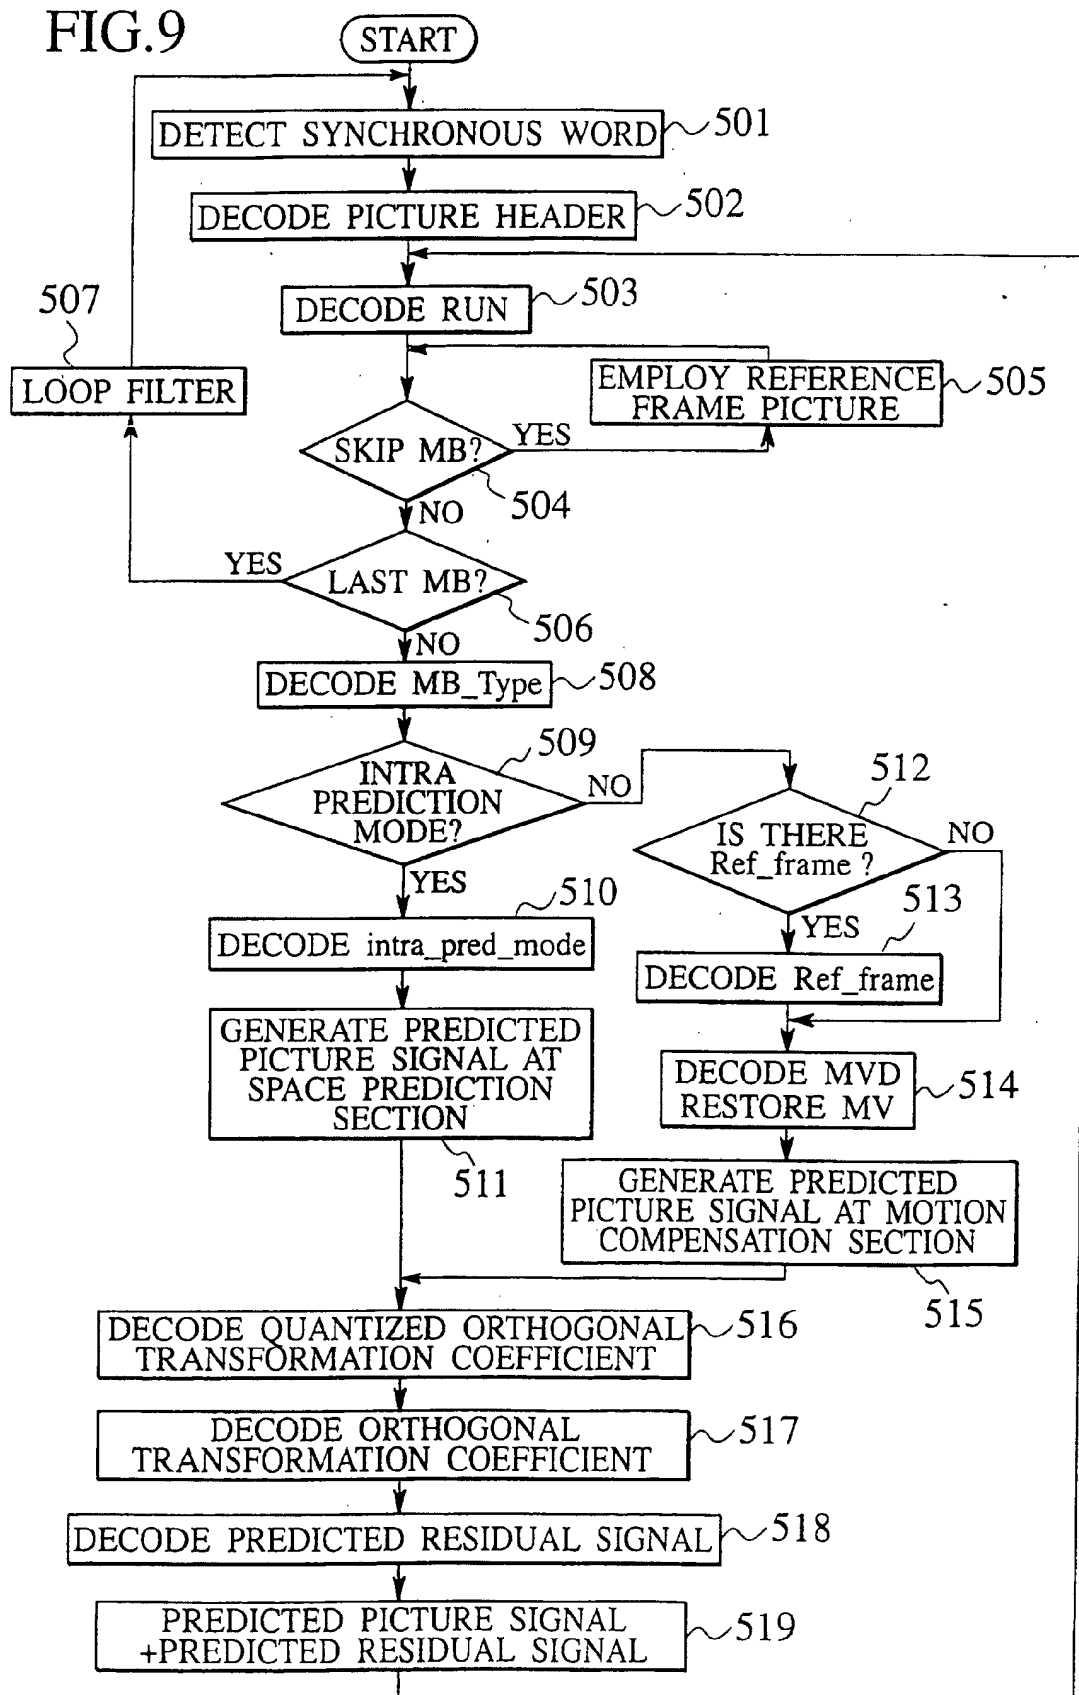 FIG.9
START
DETECT SYNCHRONOUS WORD
501
DECODE PICTURE HEADER
502
DECODE RUN
503
507
LOOP FILTER
EMPLOY REFERENCE
FRAME PICTURE
505
SKIP MB?
YES
504
NO
YES
LAST MB?
506
NO
DECODE MB_Type
508
509
INTRA
PREDICTION
MODE?
NO
512
IS THERE
Ref_frame ?
NO
YES
510
DECODE intra_pred_mode
YES
513
DECODE Ref_frame
GENERATE PREDICTED
PICTURE SIGNAL AT
SPACE PREDICTION
SECTION
511
DECODE MVD
RESTORE MV
514
GENERATE PREDICTED
PICTURE SIGNAL AT MOTION
COMPENSATION SECTION
515
DECODE QUANTIZED ORTHOGONAL
TRANSFORMATION COEFFICIENT
516
DECODE ORTHOGONAL
TRANSFORMATION COEFFICIENT
517
DECODE PREDICTED RESIDUAL SIGNAL
518
PREDICTED PICTURE SIGNAL
+PREDICTED RESIDUAL SIGNAL
519